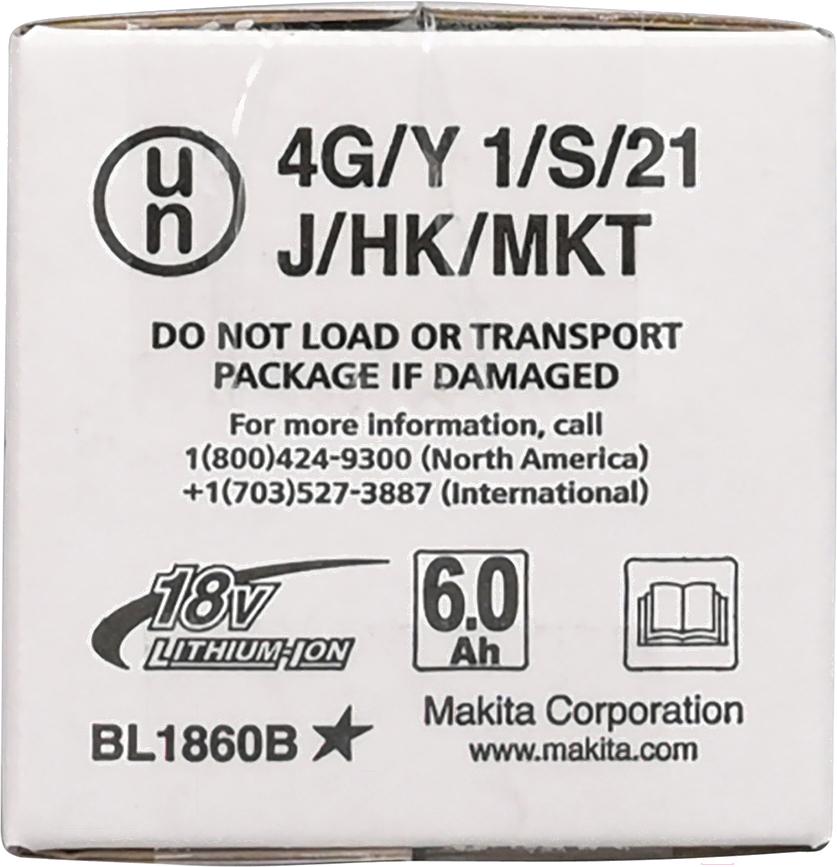 un
4G/Y 1/S/21
J/HK/MKT
DO NOT LOAD OR TRANSPORT
PACKAGE IF DAMAGED
For more information, call
1(800)424-9300 (North America)
+1(703)527-3887 (International)
18V
LITHIUM-ION
6.0
Ah
BL1860B
Makita Corporation
www.makita.com